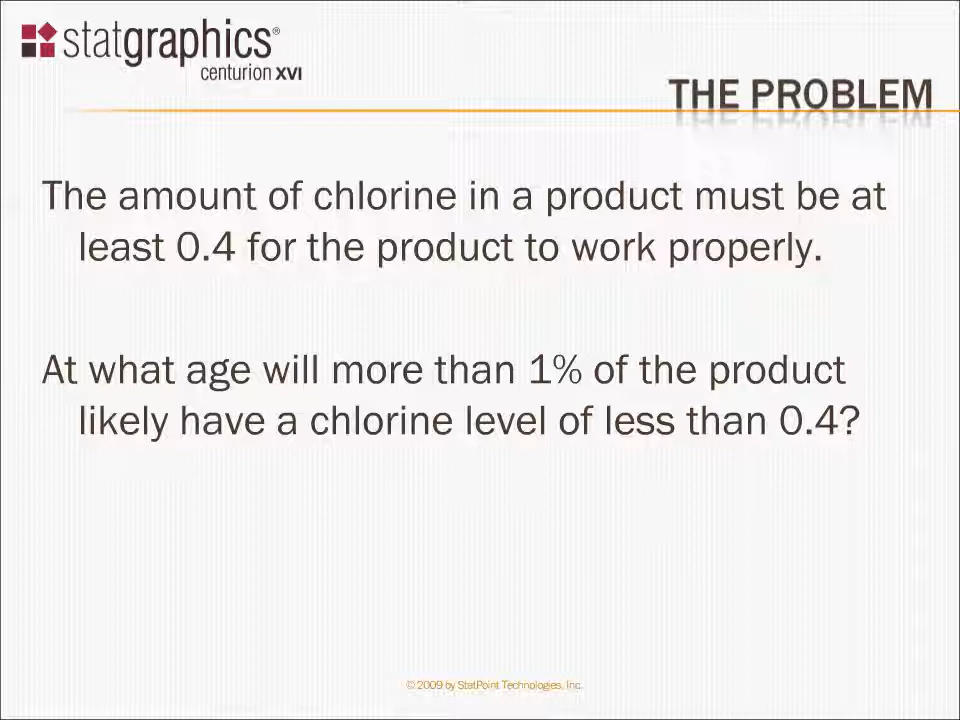 statgraphics®
centurion XVI
THE PROBLEM
The amount of chlorine in a product must be at
least 0.4 for the product to work properly.
At what age will more than 1% of the product
likely have a chlorine level of less than 0.4?
© 2009 by StatPoint Technologies, Inc.